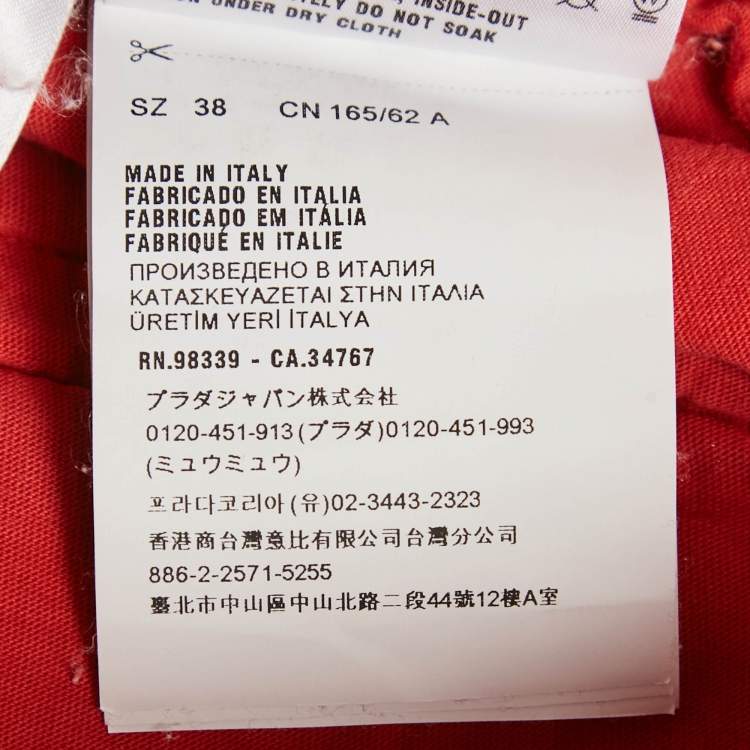 INSIDE-OUT
DO NOT SOAK
UNDER DRY CLOTH
SZ 38 CN 165/62 A
MADE IN ITALY
FABRICADO EN ITALIA
FABRICADO EM ITÁLIA
FABRIQUÉ EN ITALIE
ПРОИЗВЕДЕНО В ИТАЛИЯ
ΚΑΤΑΣΚΕΥΑΖΕΤΑΙ ΣΤΗΝ ΙΤΑΛΙΑ
ÜRETİM YERİ İTALYA
RN.98339 - CA.34767
プラダジャパン株式会社
0120-451-913(プラダ)0120-451-993
(ミュウミュウ)
프라다코리아(유)02-3443-2323
香港商台灣意比有限公司台灣分公司
886-2-2571-5255
臺北市中山區中山北路二段44號12樓A室